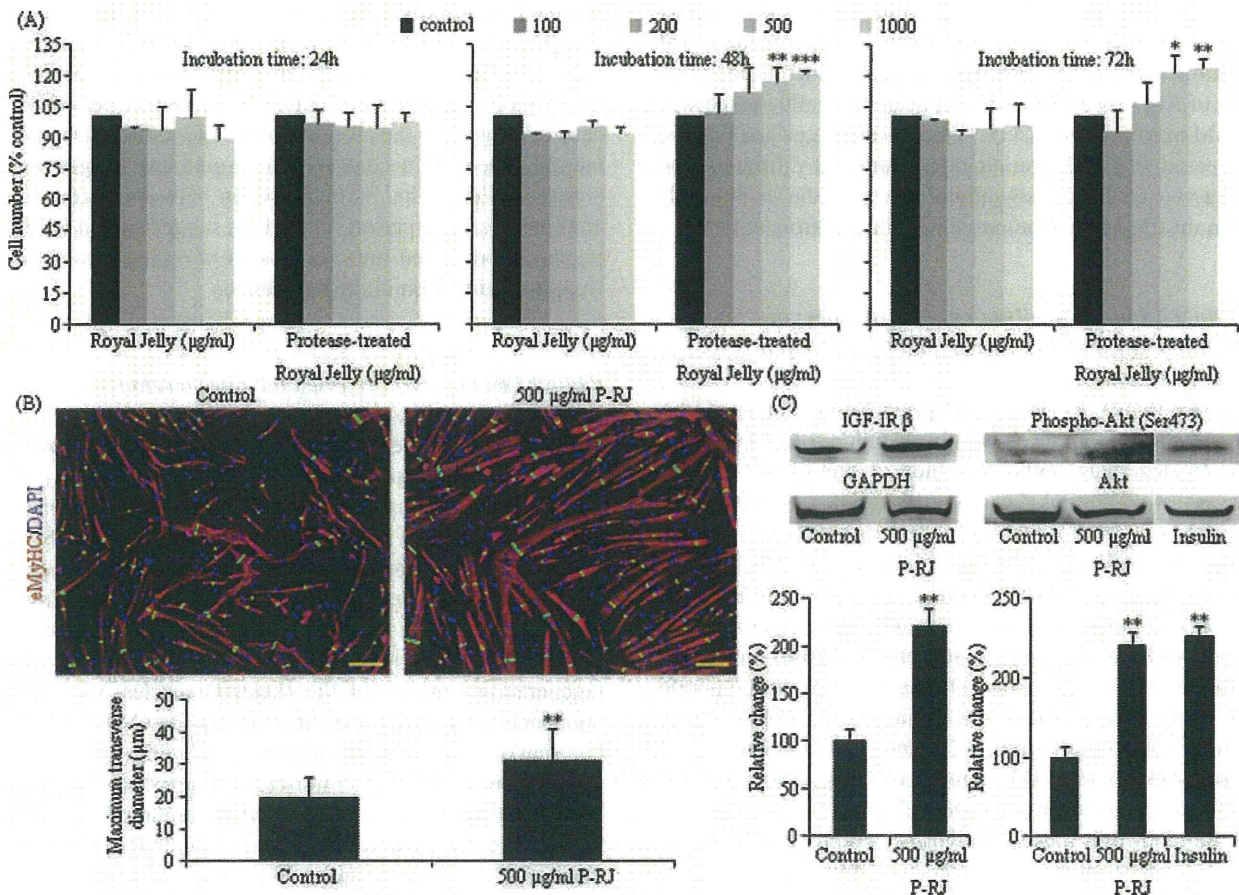 (A)
control 100 200 500 1000
Cell number (% control)
135
120
105
90
75
60
45
30
15
0
Incubation time: 24h
Royal Jelly (µg/ml)
Protease-treated
Royal Jelly (µg/ml)
Incubation time: 48h
**
***
Royal Jelly (µg/ml)
Protease-treated
Royal Jelly (µg/ml)
Incubation time: 72h
*
**
Royal Jelly (µg/ml)
Protease-treated
Royal Jelly (µg/ml)
(B)
Control
500 µg/ml P-RJ
eMyHC/DAPI
Maximum transverse
diameter (µm)
50
40
30
20
10
0
**
Control
500 µg/ml P-RJ
(C)
IGF-IR β
Phospho-Akt (Ser473)
GAPDH
Akt
Control
500 µg/ml
P-RJ
Control
500 µg/ml
P-RJ
Insulin
Relative change (%)
250
200
150
100
50
0
**
Control
500 µg/ml
P-RJ
Relative change (%)
250
200
150
100
50
0
**
**
Control
500 µg/ml
P-RJ
Insulin